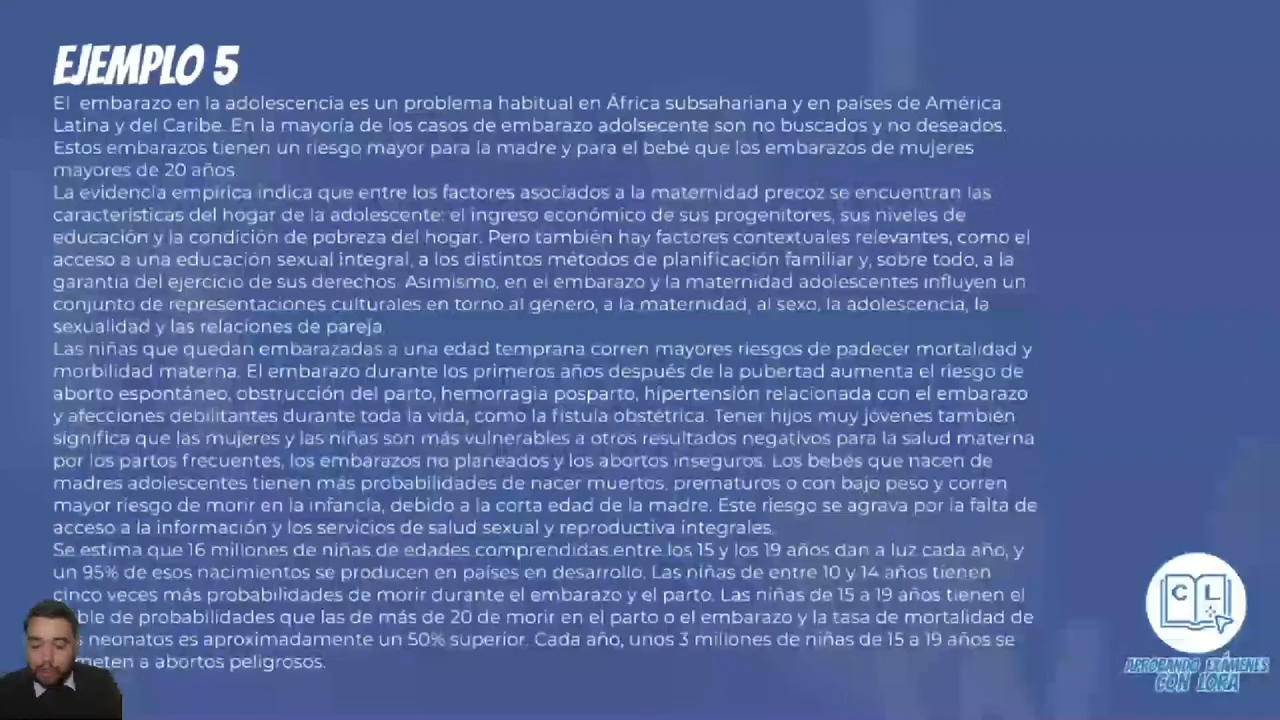 EJEMPLO 5
El embarazo en la adolescencia es un problema habitual en África subsahariana y en países de América
Latina y del Caribe. En la mayoría de los casos de embarazo adolsecente son no buscados y no deseados.
Estos embarazos tienen un riesgo mayor para la madre y para el bebé que los embarazos de mujeres
mayores de 20 años.
La evidencia empírica indica que entre los factores asociados a la maternidad precoz se encuentran las
características del hogar de la adolescente: el ingreso económico de sus progenitores, sus niveles de
educación y la condición de pobreza del hogar. Pero también hay factores contextuales relevantes, como el
acceso a una educación sexual integral, a los distintos métodos de planificación familiar y, sobre todo, a la
garantía del ejercicio de sus derechos. Asimismo, en el embarazo y la maternidad adolescentes influyen un
conjunto de representaciones culturales en torno al género, a la maternidad, al sexo, la adolescencia, la
sexualidad y las relaciones de pareja.
Las niñas que quedan embarazadas a una edad temprana corren mayores riesgos de padecer mortalidad y
morbilidad materna. El embarazo durante los primeros años después de la pubertad aumenta el riesgo de
aborto espontáneo, obstrucción del parto, hemorragia posparto, hipertensión relacionada con el embarazo
y afecciones debilitantes durante toda la vida, como la fístula obstétrica. Tener hijos muy jóvenes también
significa que las mujeres y las niñas son más vulnerables a otros resultados negativos para la salud materna
por los partos frecuentes, los embarazos no planeados y los abortos inseguros. Los bebés que nacen de
madres adolescentes tienen más probabilidades de nacer muertos, prematuros o con bajo peso y corren
mayor riesgo de morir en la infancia, debido a la corta edad de la madre. Este riesgo se agrava por la falta de
acceso a la información y los servicios de salud sexual y reproductiva integrales.
Se estima que 16 millones de niñas de edades comprendidas entre los 15 y los 19 años dan a luz cada año, y
un 95% de esos nacimientos se producen en países en desarrollo. Las niñas de entre 10 y 14 años tienen
cinco veces más probabilidades de morir durante el embarazo y el parto. Las niñas de 15 a 19 años tienen el
de probabilidades que las de más de 20 de morir en el parto o el embarazo y la tasa de mortalidad de
neonatos es aproximadamente un 50% superior. Cada año, unos 3 millones de niñas de 15 a 19 años se
a abortos peligrosos.
C L
APROBANDO EXÁMENES
CON LORA